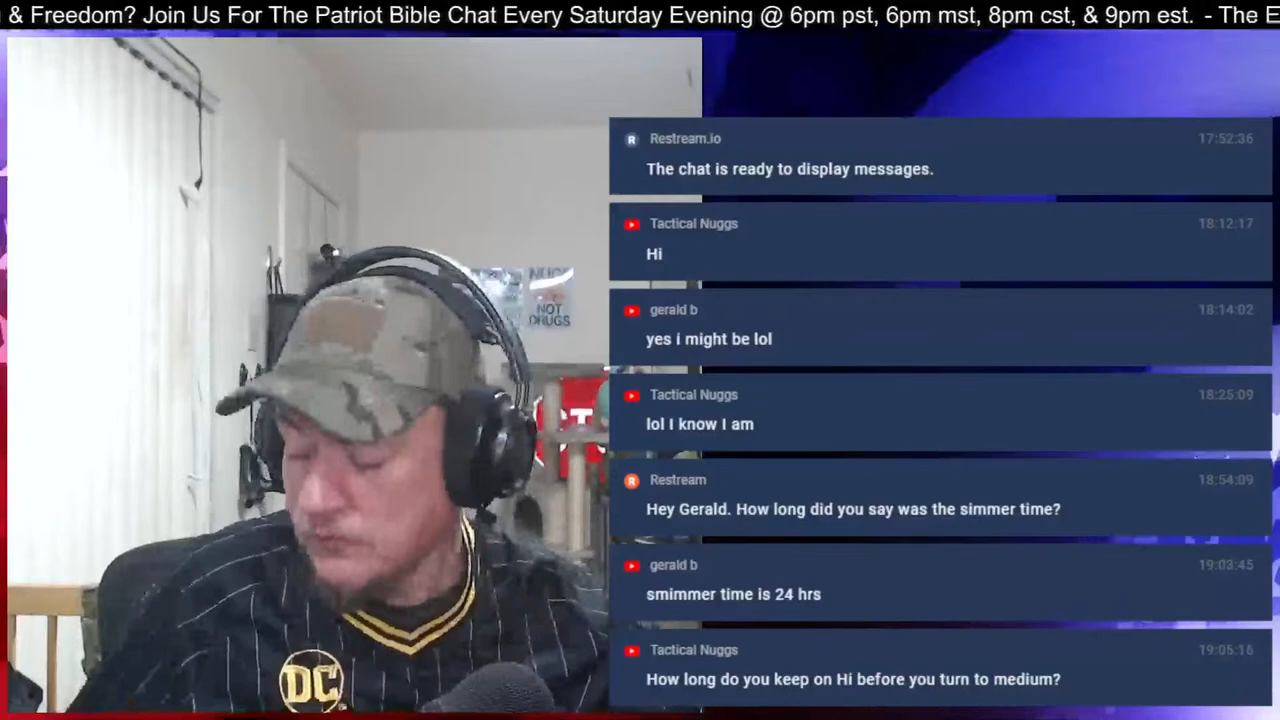 & Freedom? Join Us For The Patriot Bible Chat Every Saturday Evening @ 6pm pst, 6pm mst, 8pm cst, & 9pm est. - The E
Restream.io 17:52:36
The chat is ready to display messages.
Tactical Nuggs 18:12:17
Hi
gerald b 18:14:02
yes i might be lol
Tactical Nuggs 18:25:09
lol I know I am
Restream 18:54:09
Hey Gerald. How long did you say was the simmer time?
gerald b 19:03:45
smimmer time is 24 hrs
Tactical Nuggs 19:05:16
How long do you keep on Hi before you turn to medium?
NOT
DRUGS
DC